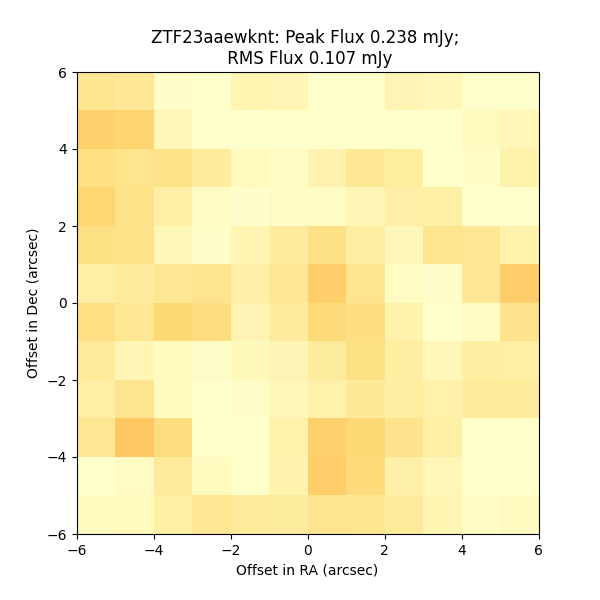 ZTF23aaewknt: Peak Flux 0.238 mJy;
RMS Flux 0.107 mJy
6
4
2
0
−2
−4
−6
Offset in Dec (arcsec)
−6 −4 −2 0 2 4 6
Offset in RA (arcsec)